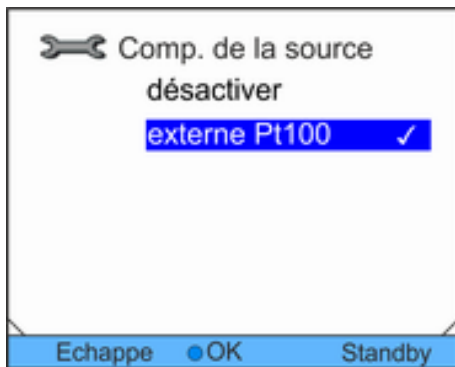 Comp. de la source
désactiver
externe Pt100 ✓
Echappe OK Standby